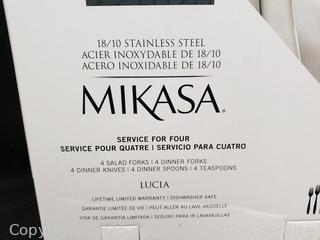 18/10 STAINLESS STEEL
ACIER INOXYDABLE DE 18/10
ACERO INOXIDABLE DE 18/10
MIKASA®
SERVICE FOR FOUR
SERVICE POUR QUATRE | SERVICIO PARA CUATRO
4 SALAD FORKS | 4 DINNER FORKS
4 DINNER KNIVES | 4 DINNER SPOONS | 4 TEASPOONS
LUCIA
LIFETIME LIMITED WARRANTY | DISHWASHER SAFE
GARANTIE LIMITÉE DE VIE | PEUT ALLER AU LAVE-VAISSELLE
VIDA DE GARANTÍA LIMITADA | SEGURO PARA LAVAVAJILLAS